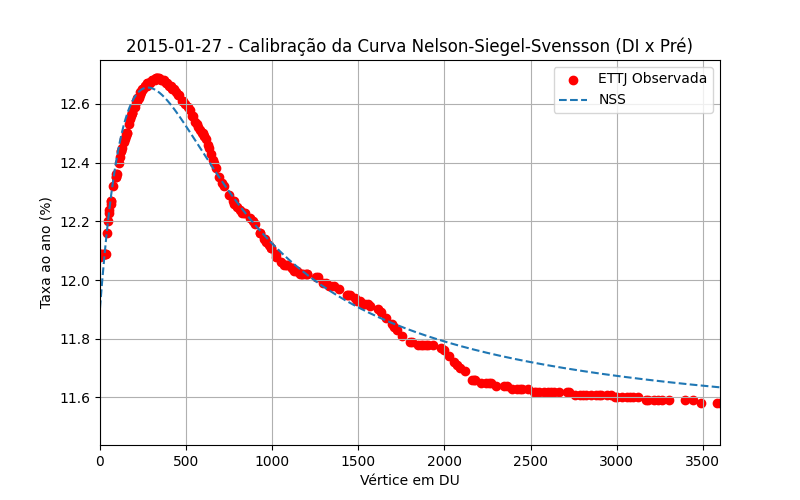 2015-01-27 - Calibração da Curva Nelson-Siegel-Svensson (DI x Pré)
ETTJ Observada
NSS
Taxa ao ano (%)
12.6
12.4
12.2
12.0
11.8
11.6
0
500
1000
1500
2000
2500
3000
3500
Vértice em DU